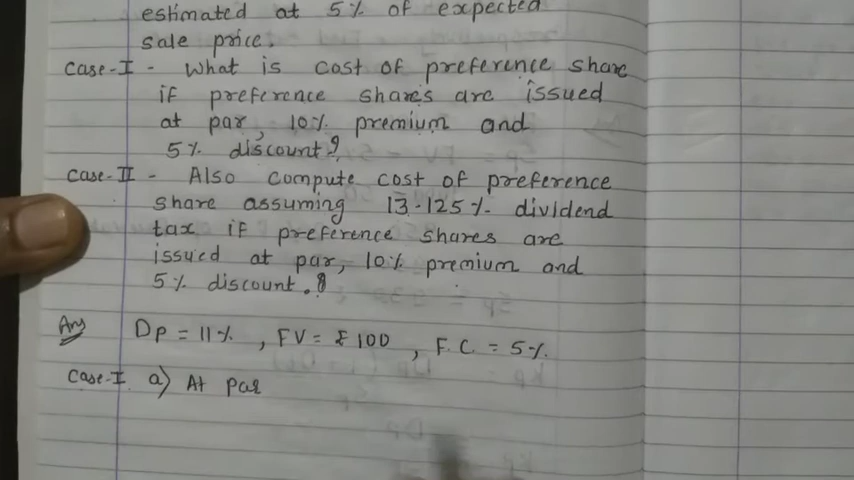 estimated at 5% of expected
sale price.
Case-I - What is cost of preference share
if preference shares are issued
at par, 10% premium and
5% discount?
Case-II - Also compute cost of preference
share assuming 13.125% dividend
tax if preference shares are
issued at par, 10% premium and
5% discount.?
Ans Dp = 11%, FV = ₹100, F.C. = 5%.
Case-I a) At par